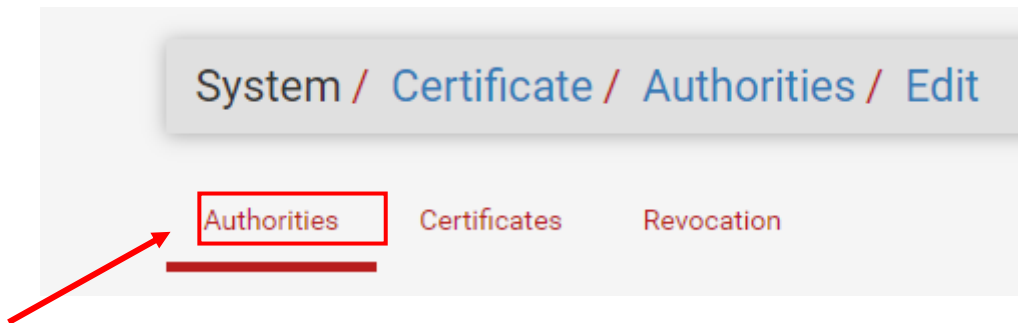 System / Certificate / Authorities / Edit
Authorities Certificates Revocation